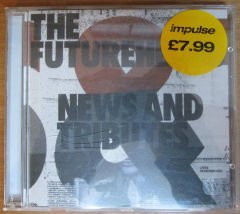 THE
FUTUREHE
impulse
£7.99
NEWS AND
TRIBUTES